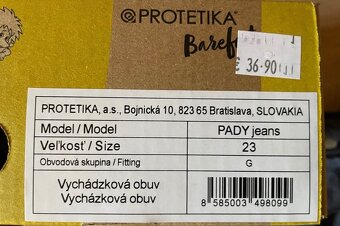 PROTETIKA®
Barefoot
€ 36.90
PROTETIKA, a.s., Bojnická 10, 823 65 Bratislava, SLOVAKIA
Model / Model PADY jeans
Veľkosť / Size 23
Obvodová skupina / Fitting G
Vychádzková obuv
Vycházková obuv
8 585003 498099